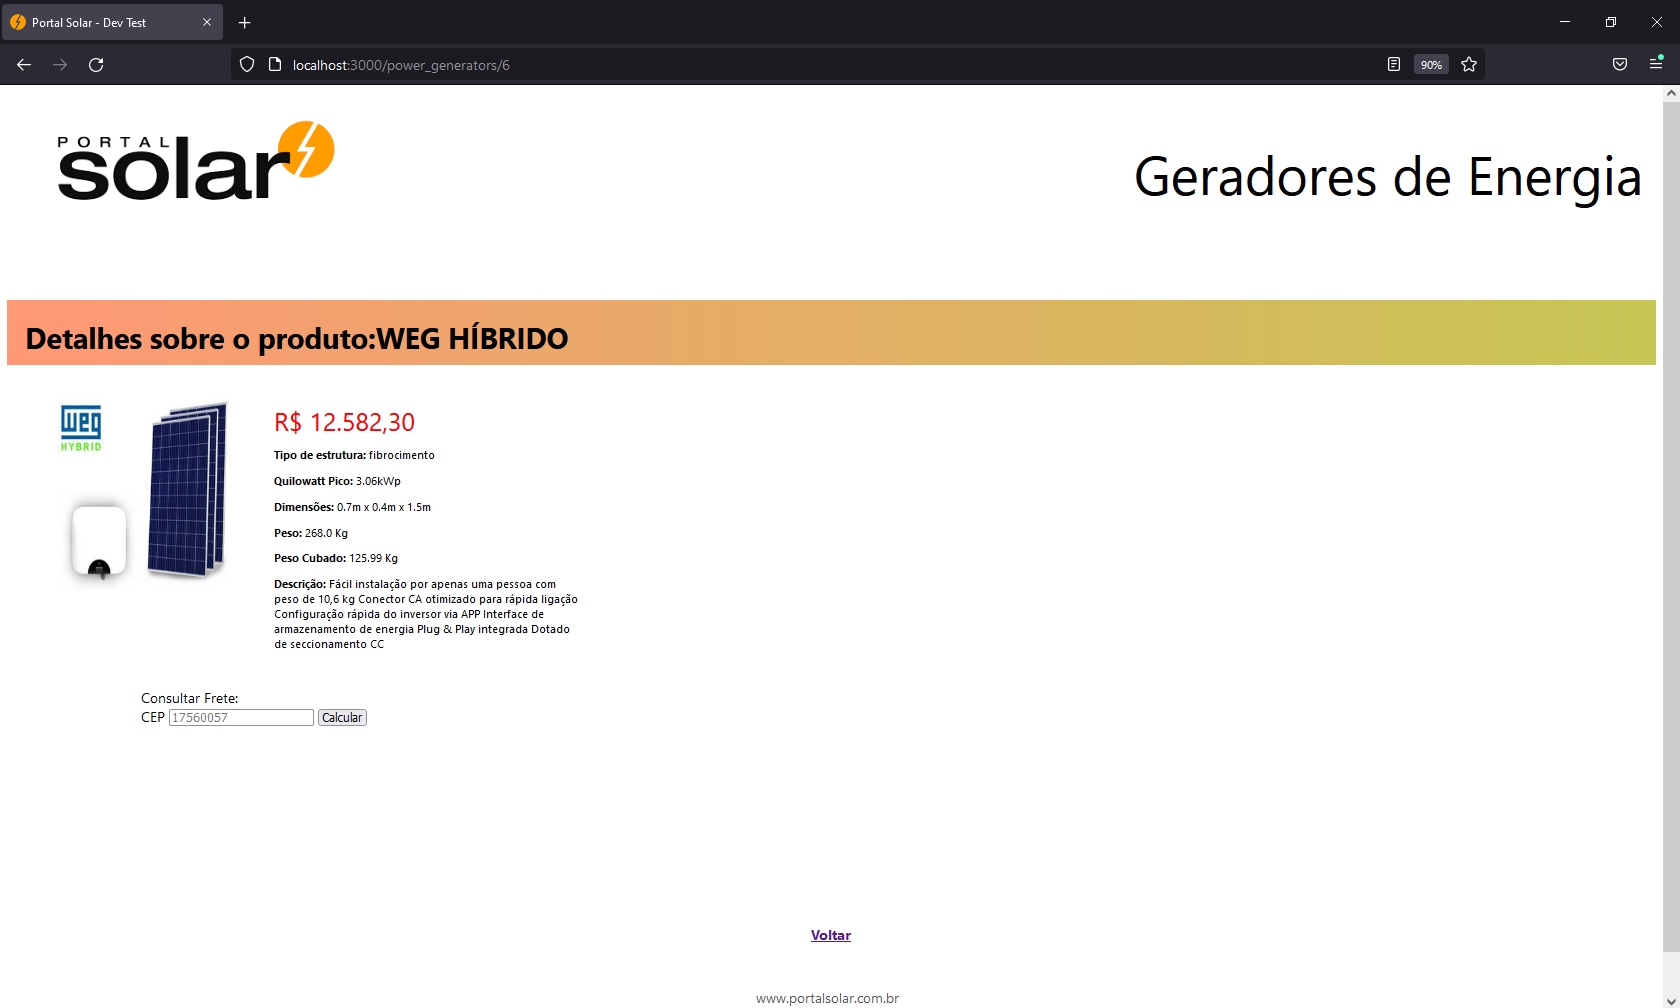 Portal Solar - Dev Test
localhost:3000/power_generators/6
90%
PORTAL
solar
Geradores de Energia
Detalhes sobre o produto:WEG HÍBRIDO
weg
HYBRID
R$ 12.582,30
Tipo de estrutura: fibrocimento
Quilowatt Pico: 3.06kWp
Dimensões: 0.7m x 0.4m x 1.5m
Peso: 268.0 Kg
Peso Cubado: 125.99 Kg
Descrição: Fácil instalação por apenas uma pessoa com
peso de 10,6 kg Conector CA otimizado para rápida ligação
Configuração rápida do inversor via APP Interface de
armazenamento de energia Plug & Play integrada Dotado
de seccionamento CC
Consultar Frete:
CEP 17560057 Calcular
Voltar
www.portalsolar.com.br